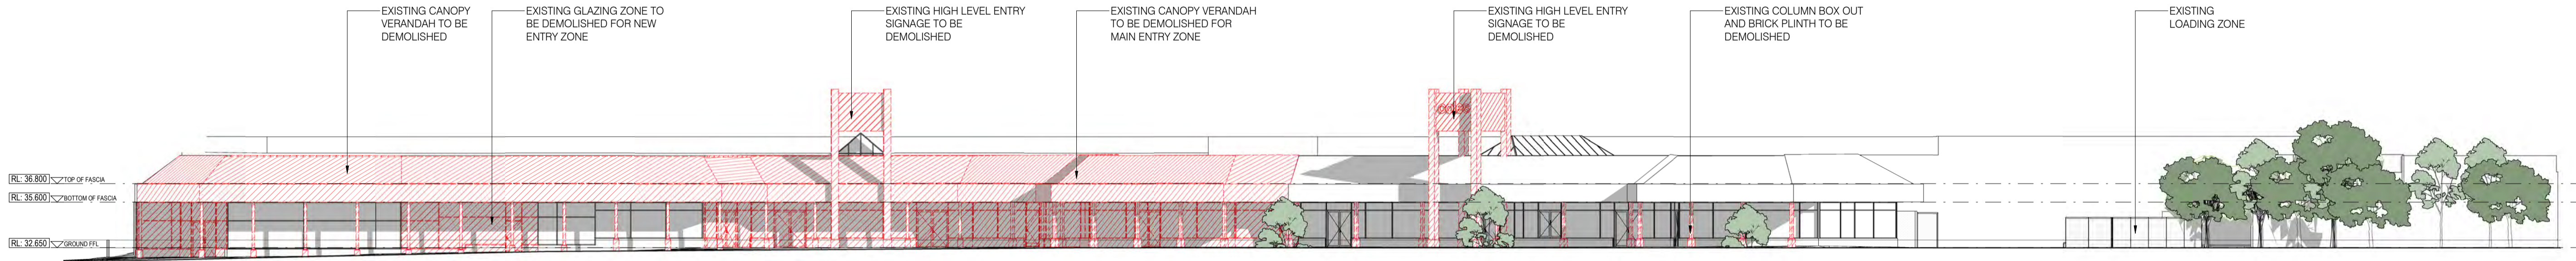 EXISTING CANOPY
VERANDAH TO BE
DEMOLISHED
EXISTING GLAZING ZONE TO
BE DEMOLISHED FOR NEW
ENTRY ZONE
EXISTING HIGH LEVEL ENTRY
SIGNAGE TO BE
DEMOLISHED
EXISTING CANOPY VERANDAH
TO BE DEMOLISHED FOR
MAIN ENTRY ZONE
EXISTING HIGH LEVEL ENTRY
SIGNAGE TO BE
DEMOLISHED
EXISTING COLUMN BOX OUT
AND BRICK PLINTH TO BE
DEMOLISHED
EXISTING
LOADING ZONE
RL: 36.800 TOP OF FASCIA
RL: 35.600 BOTTOM OF FASCIA
RL: 32.650 GROUND FFL